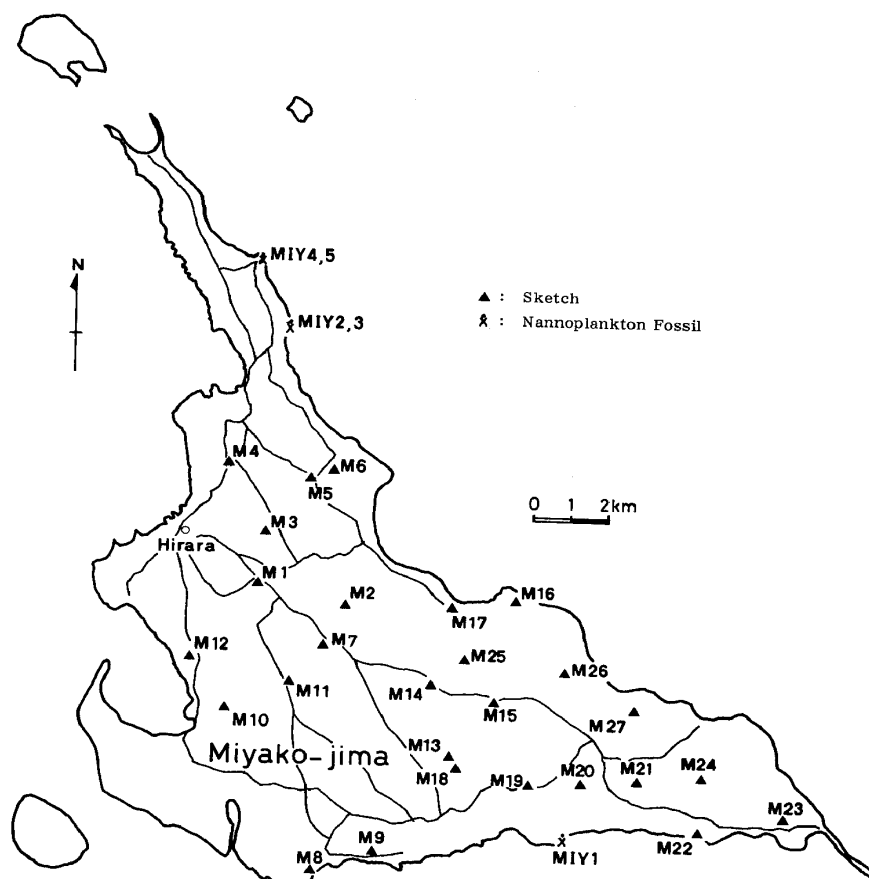 MIY4,5
N
▲ : Sketch
MIY2,3
: Nannoplankton Fossil
M4
M6
M5
0 1 2km
M3
Hirara
M1
M2
M16
M17
M12
M7
M25
M26
M11
M14
M15
M10
M27
Miyako-jima
M13
M18
M19
M20
M21
M24
M23
M9
M22
M8
MIY1